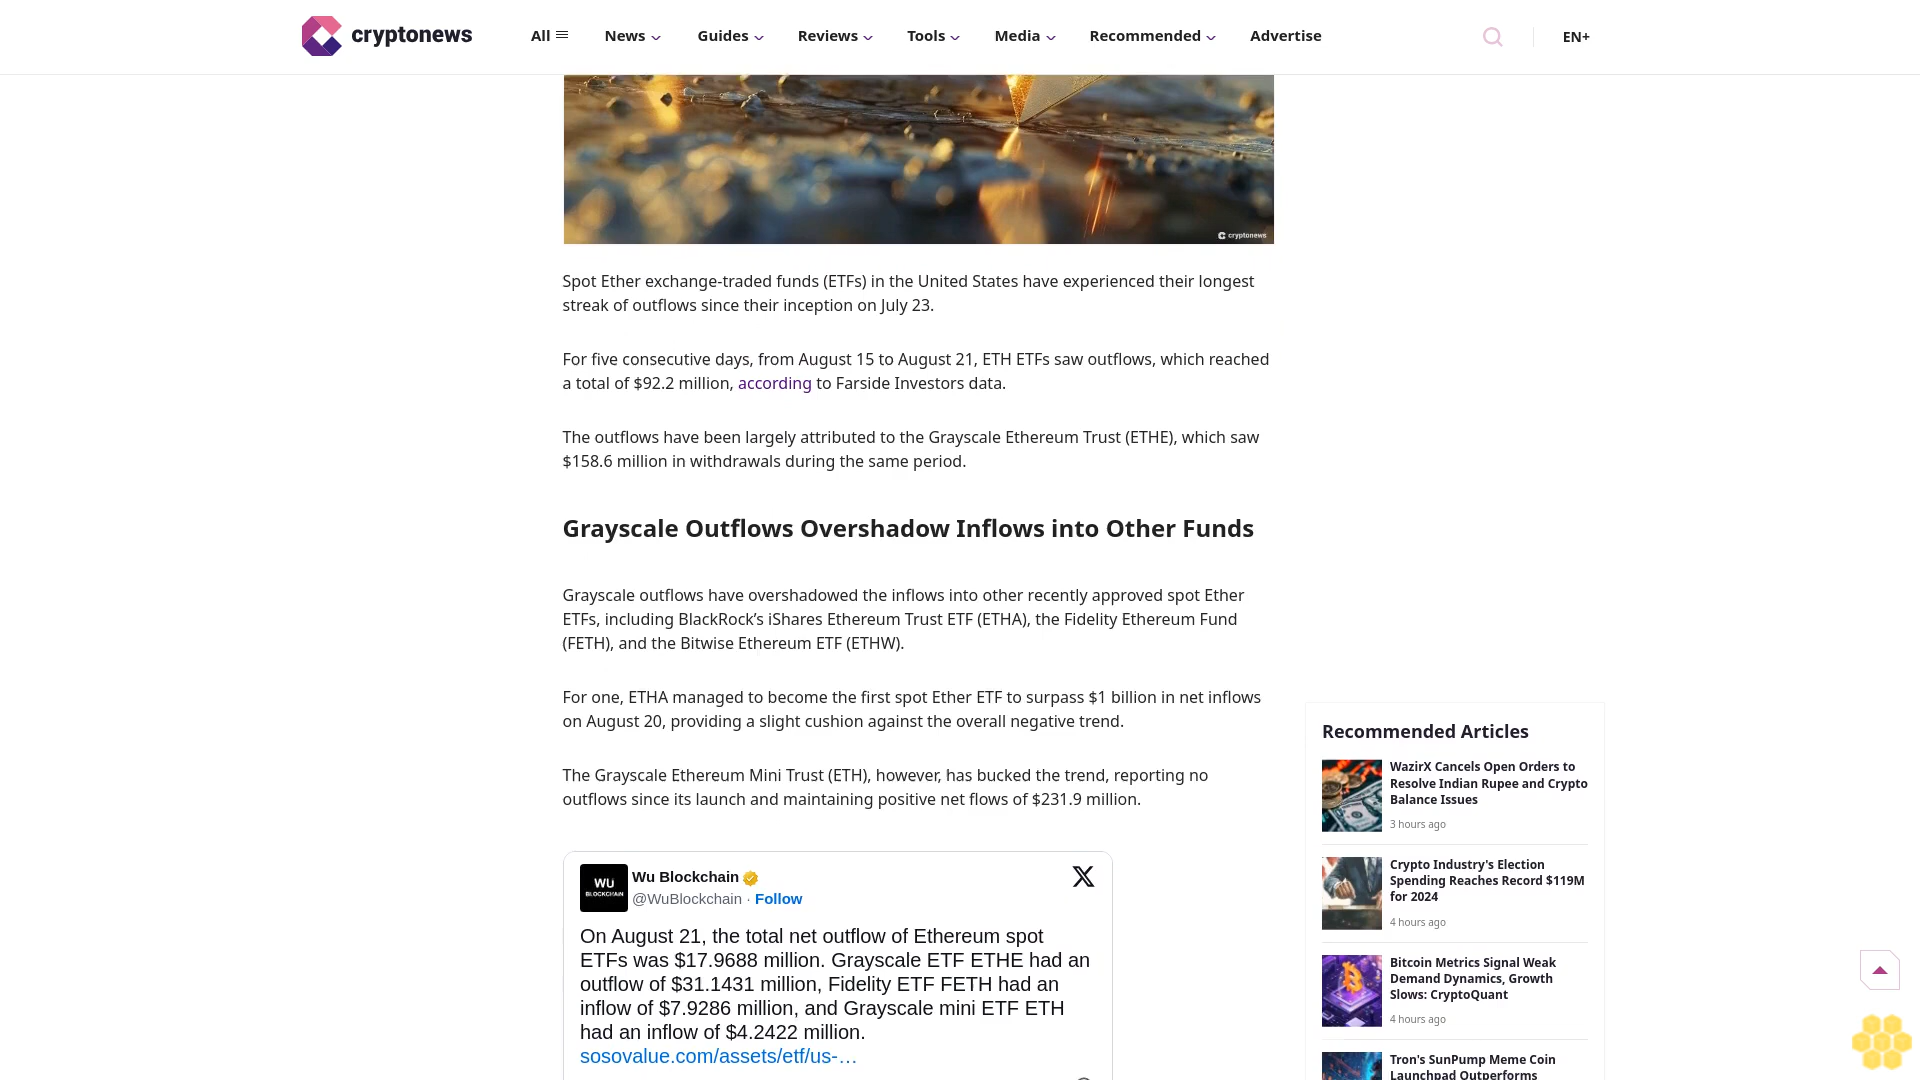 cryptonews
All
News
Guides
Reviews
Tools
Media
Recommended
Advertise
EN+
cryptonews
Spot Ether exchange-traded funds (ETFs) in the United States have experienced their longest
streak of outflows since their inception on July 23.
For five consecutive days, from August 15 to August 21, ETH ETFs saw outflows, which reached
a total of $92.2 million, according to Farside Investors data.
The outflows have been largely attributed to the Grayscale Ethereum Trust (ETHE), which saw
$158.6 million in withdrawals during the same period.
Grayscale Outflows Overshadow Inflows into Other Funds
Grayscale outflows have overshadowed the inflows into other recently approved spot Ether
ETFs, including BlackRock’s iShares Ethereum Trust ETF (ETHA), the Fidelity Ethereum Fund
(FETH), and the Bitwise Ethereum ETF (ETHW).
For one, ETHA managed to become the first spot Ether ETF to surpass $1 billion in net inflows
on August 20, providing a slight cushion against the overall negative trend.
The Grayscale Ethereum Mini Trust (ETH), however, has bucked the trend, reporting no
outflows since its launch and maintaining positive net flows of $231.9 million.
WU
BLOCKCHAIN
Wu Blockchain
@WuBlockchain · Follow
On August 21, the total net outflow of Ethereum spot
ETFs was $17.9688 million. Grayscale ETF ETHE had an
outflow of $31.1431 million, Fidelity ETF FETH had an
inflow of $7.9286 million, and Grayscale mini ETF ETH
had an inflow of $4.2422 million.
sosovalue.com/assets/etf/us-…
Recommended Articles
WazirX Cancels Open Orders to
Resolve Indian Rupee and Crypto
Balance Issues
3 hours ago
Crypto Industry's Election
Spending Reaches Record $119M
for 2024
4 hours ago
Bitcoin Metrics Signal Weak
Demand Dynamics, Growth
Slows: CryptoQuant
4 hours ago
Tron's SunPump Meme Coin
Launchpad Outperforms